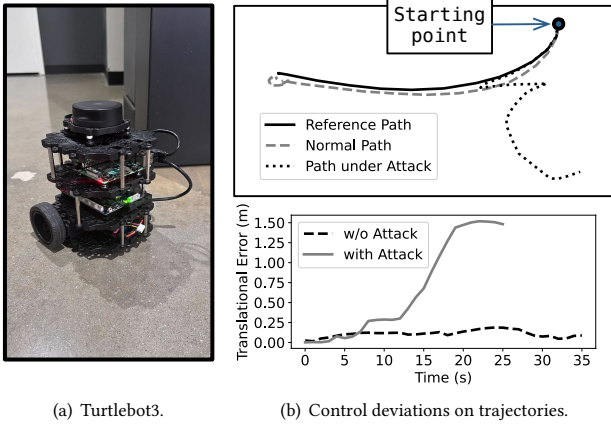 Starting
point
Reference Path
Normal Path
Path under Attack
Translational Error (m)
1.50
1.25
1.00
0.75
0.50
0.25
0.00
w/o Attack
with Attack
0 5 10 15 20 25 30 35
Time (s)
(a) Turtlebot3.
(b) Control deviations on trajectories.